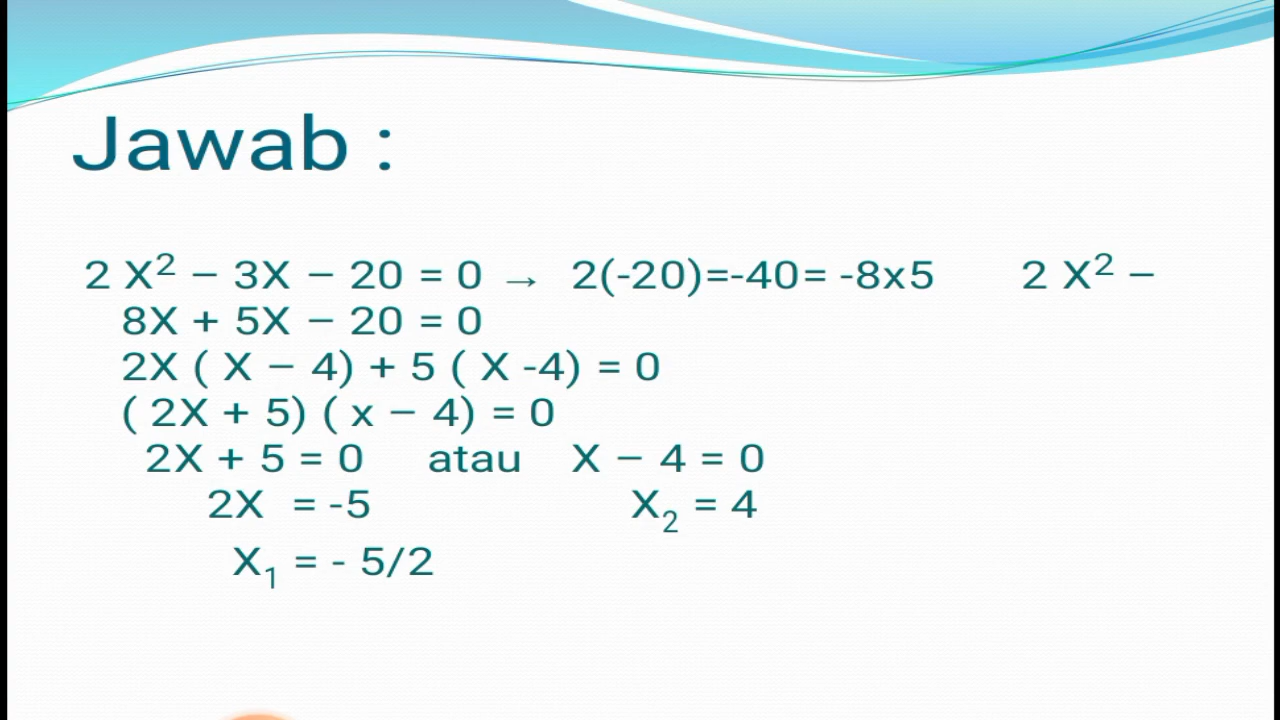 Jawab :
2 X² – 3X – 20 = 0 → 2(-20)=-40= -8x5 2 X² –
8X + 5X – 20 = 0
2X ( X – 4) + 5 ( X -4) = 0
( 2X + 5) ( x – 4) = 0
2X + 5 = 0 atau X – 4 = 0
2X = -5 X₂ = 4
X₁ = - 5/2